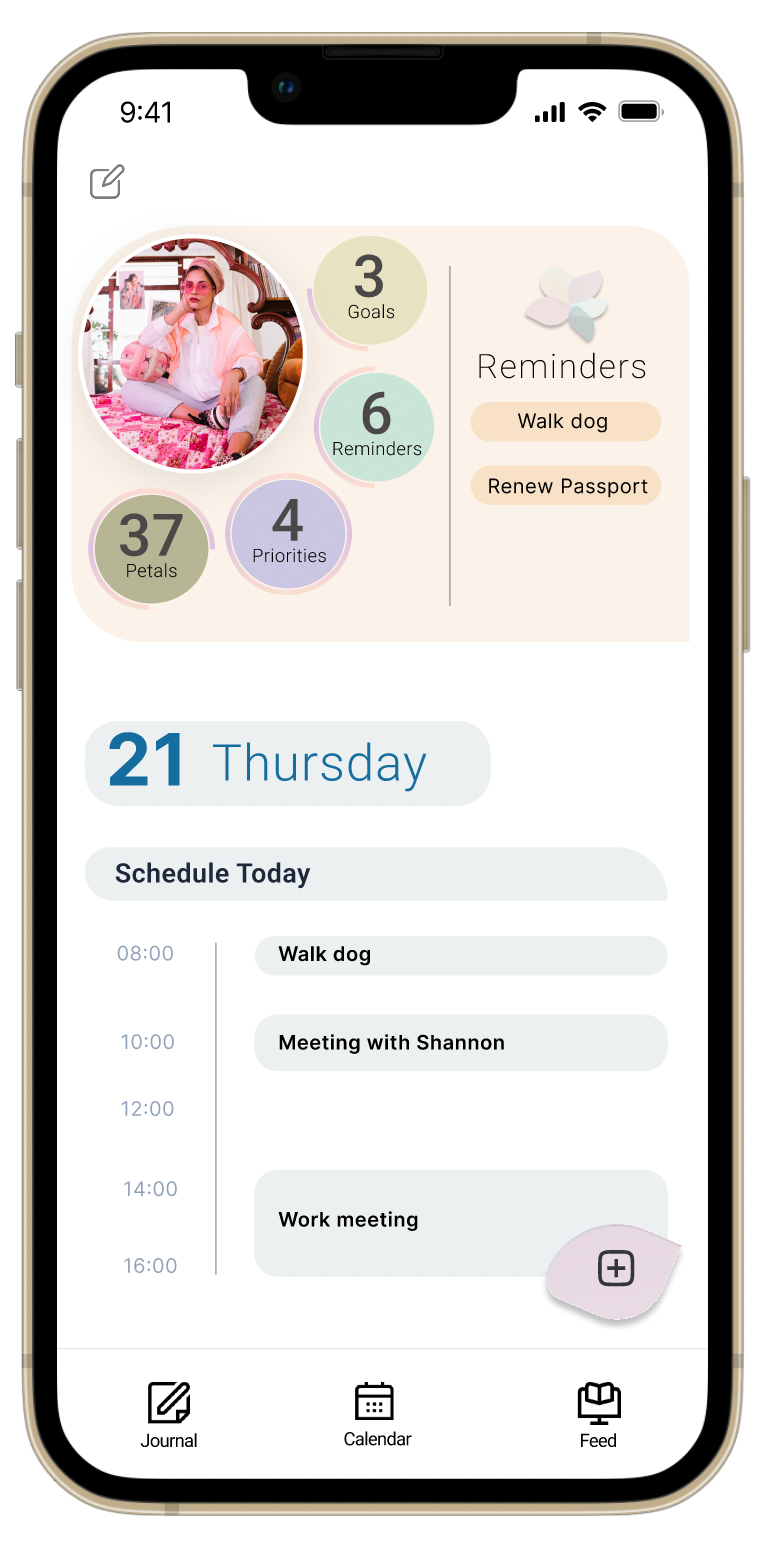 9:41
3
Goals
6
Reminders
37
Petals
4
Priorities
Reminders
Walk dog
Renew Passport
21 Thursday
Schedule Today
08:00 Walk dog
10:00 Meeting with Shannon
12:00
14:00
Work meeting
16:00
Journal
Calendar
Feed